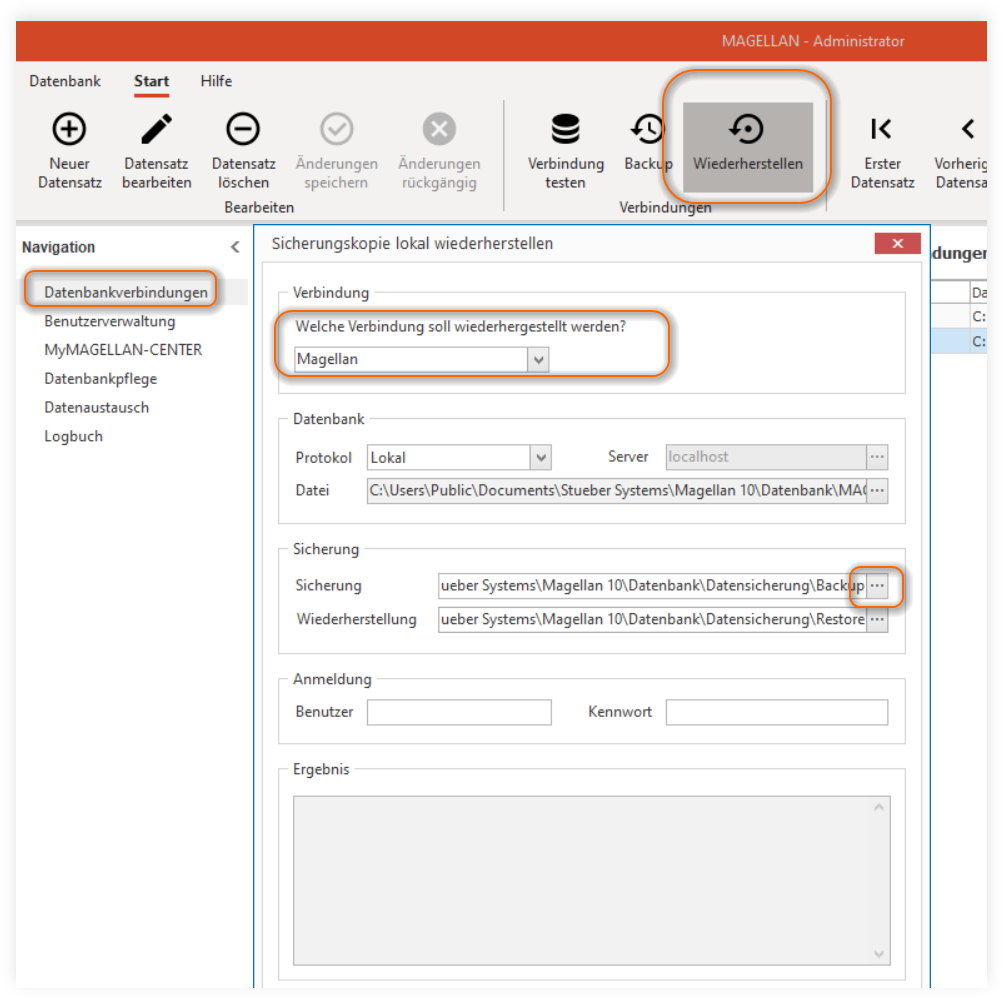 MAGELLAN - Administrator
Datenbank Start Hilfe
Neuer Datensatz
Datensatz bearbeiten
Datensatz löschen
Änderungen speichern
Änderungen rückgängig
Bearbeiten
Verbindung testen
Backup
Wiederherstellen
Verbindungen
Erster Datensatz
Vorherig
Datensa
Navigation
Datenbankverbindungen
Benutzerverwaltung
MyMAGELLAN-CENTER
Datenbankpflege
Datenaustausch
Logbuch
Sicherungskopie lokal wiederherstellen
Verbindung
Welche Verbindung soll wiederhergestellt werden?
Magellan
Datenbank
Protokol Lokal Server localhost ...
Datei C:\Users\Public\Documents\Stueber Systems\Magellan 10\Datenbank\MA( ...
Sicherung
Sicherung ueber Systems\Magellan 10\Datenbank\Datensicherung\Backup ...
Wiederherstellung ueber Systems\Magellan 10\Datenbank\Datensicherung\Restore ...
Anmeldung
Benutzer Kennwort
Ergebnis
dungen
Da
C:
C: